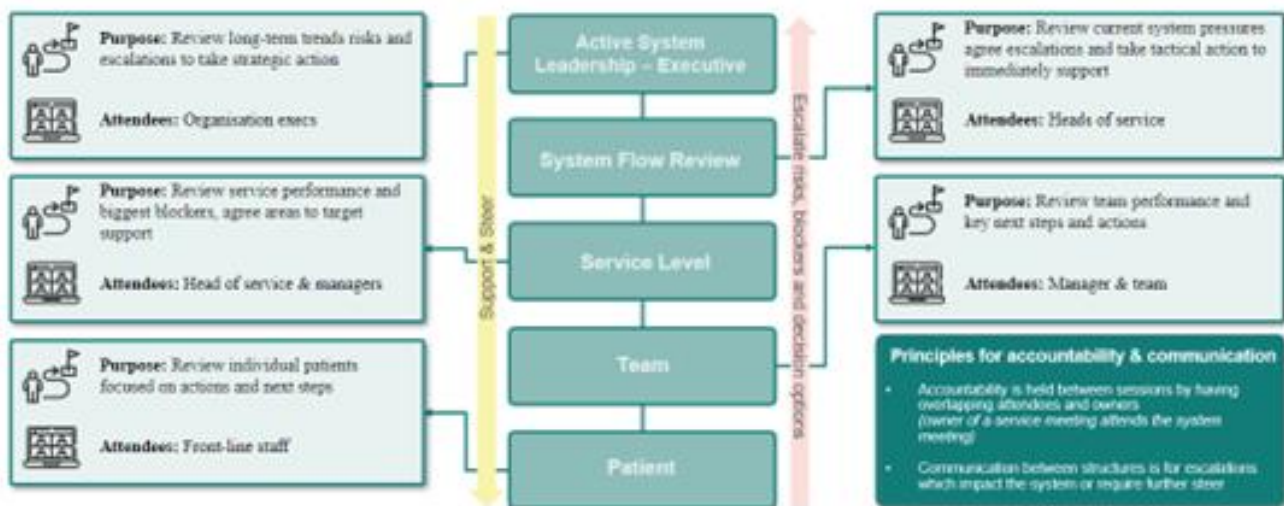 Purpose: Review long-term trends risks and
escalations to take strategic action
Attendees: Organisation execs
Purpose: Review service performance and
biggest blockers, agree areas to target
support
Attendees: Head of service & managers
Purpose: Review individual patients
focused on actions and next steps
Attendees: Front-line staff
Support & Steer
Active System
Leadership – Executive
System Flow Review
Service Level
Team
Patient
Escalate risks, blockers and decision options
Purpose: Review current system pressures
agree escalations and take tactical action to
immediately support
Attendees: Heads of service
Purpose: Review team performance and
key next steps and actions
Attendees: Manager & team
Principles for accountability & communication
• Accountability is held between sessions by having
overlapping attendees and owners
(owner of a service meeting attends the system
meeting)
• Communication between structures is for escalations
which impact the system or require further steer